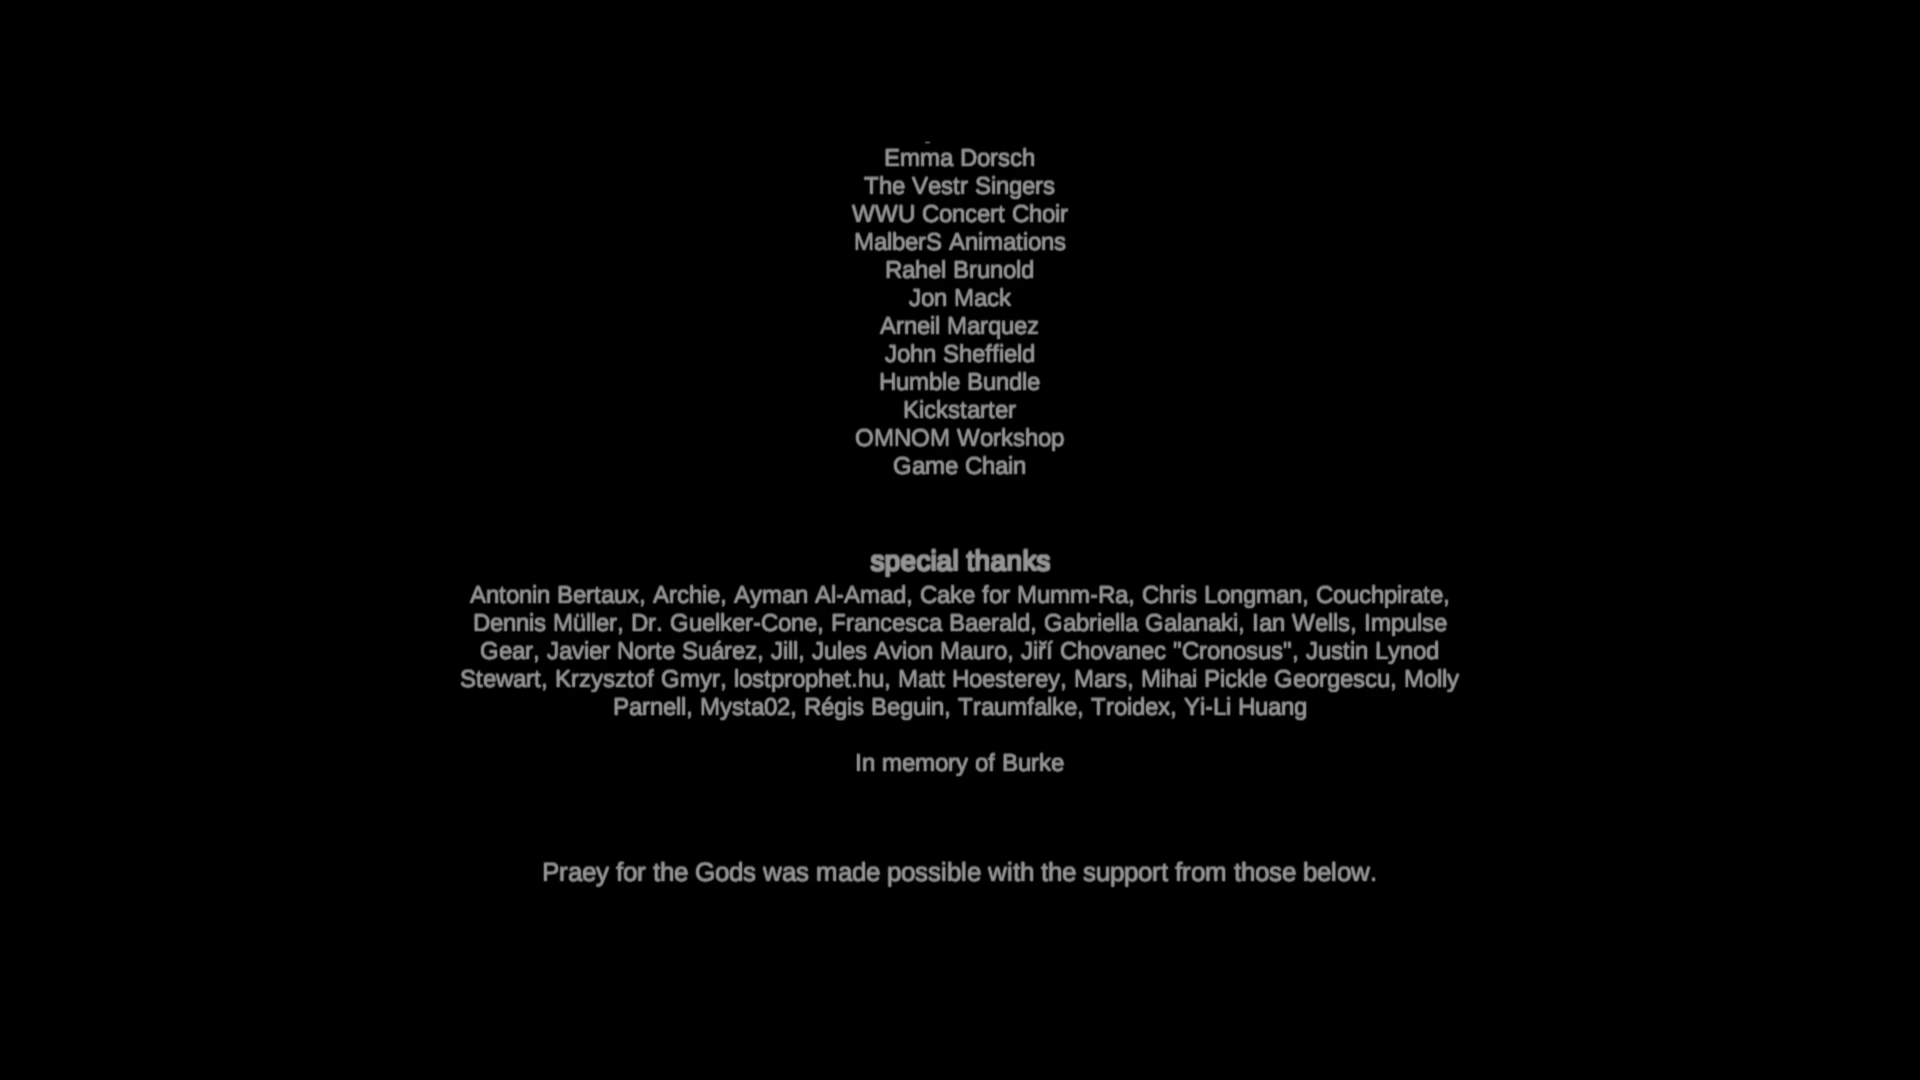 Emma Dorsch
The Vestr Singers
WWU Concert Choir
MalberS Animations
Rahel Brunold
Jon Mack
Arneil Marquez
John Sheffield
Humble Bundle
Kickstarter
OMNOM Workshop
Game Chain
special thanks
Antonin Bertaux, Archie, Ayman Al-Amad, Cake for Mumm-Ra, Chris Longman, Couchpirate,
Dennis Müller, Dr. Guelker-Cone, Francesca Baerald, Gabriella Galanaki, Ian Wells, Impulse
Gear, Javier Norte Suárez, Jill, Jules Avion Mauro, Jiří Chovanec "Cronosus", Justin Lynod
Stewart, Krzysztof Gmyr, lostprophet.hu, Matt Hoesterey, Mars, Mihai Pickle Georgescu, Molly
Parnell, Mysta02, Régis Beguin, Traumfalke, Troidex, Yi-Li Huang
In memory of Burke
Praey for the Gods was made possible with the support from those below.